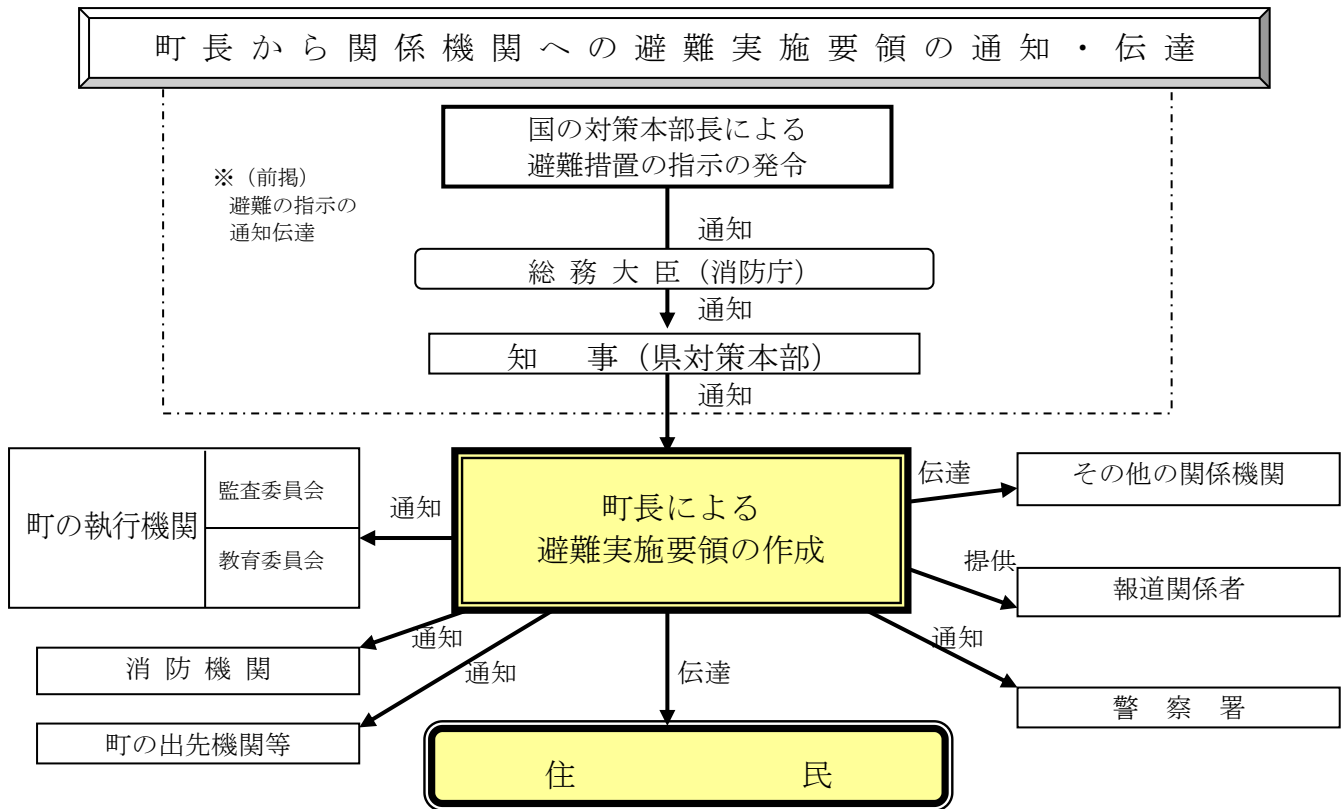 町長から関係機関への避難実施要領の通知・伝達
国の対策本部長による
避難措置の指示の発令
※（前掲）
避難の指示の
通知伝達
通知
総務大臣（消防庁）
通知
知　事（県対策本部）
通知
町の執行機関
監査委員会
教育委員会
通知
町長による
避難実施要領の作成
伝達
その他の関係機関
提供
報道関係者
通知
消防機関
通知
町の出先機関等
伝達
通知
警察署
住　民